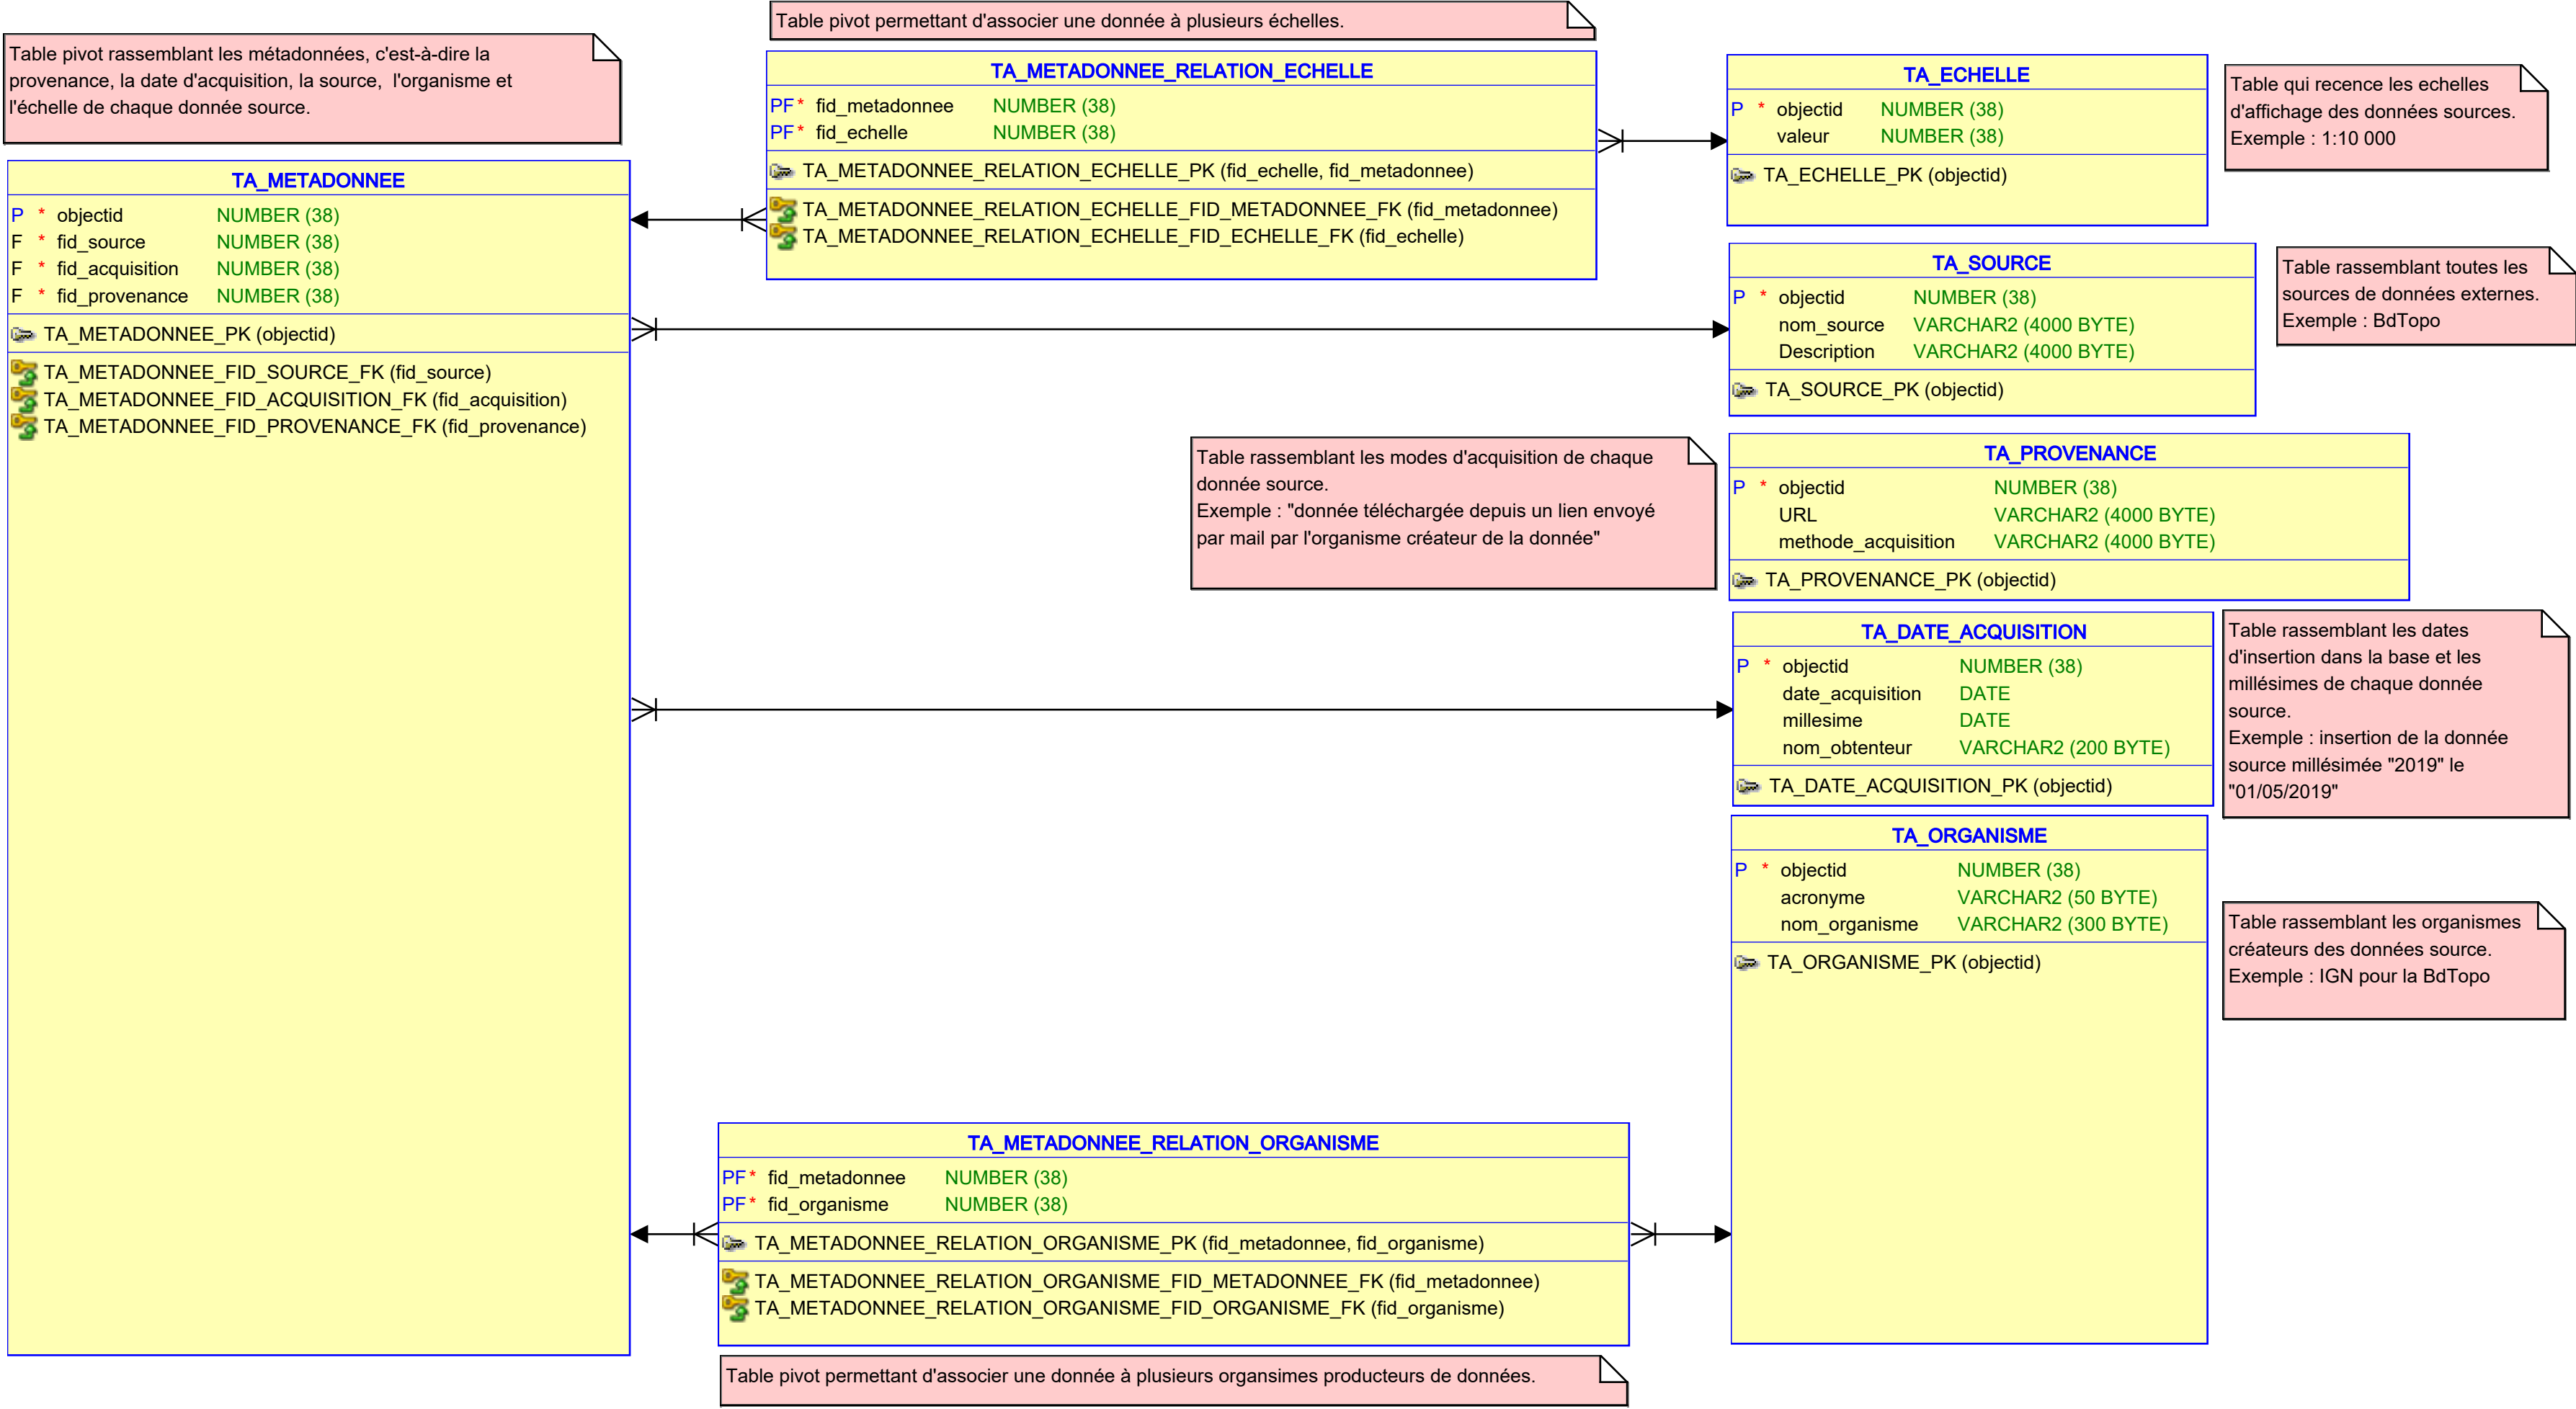 Table pivot permettant d'associer une donnée à plusieurs échelles.
Table pivot rassemblant les métadonnées, c'est-à-dire la
provenance, la date d'acquisition, la source,  l'organisme et
l'échelle de chaque donnée source.
TA_METADONNEE
P * objectid NUMBER (38)
F * fid_source NUMBER (38)
F * fid_acquisition NUMBER (38)
F * fid_provenance NUMBER (38)
TA_METADONNEE_PK (objectid)
TA_METADONNEE_FID_SOURCE_FK (fid_source)
TA_METADONNEE_FID_ACQUISITION_FK (fid_acquisition)
TA_METADONNEE_FID_PROVENANCE_FK (fid_provenance)
TA_METADONNEE_RELATION_ECHELLE
PF * fid_metadonnee NUMBER (38)
PF * fid_echelle NUMBER (38)
TA_METADONNEE_RELATION_ECHELLE_PK (fid_echelle, fid_metadonnee)
TA_METADONNEE_RELATION_ECHELLE_FID_METADONNEE_FK (fid_metadonnee)
TA_METADONNEE_RELATION_ECHELLE_FID_ECHELLE_FK (fid_echelle)
TA_ECHELLE
P * objectid NUMBER (38)
valeur NUMBER (38)
TA_ECHELLE_PK (objectid)
Table qui recence les echelles
d'affichage des données sources.
Exemple : 1:10 000
TA_SOURCE
P * objectid NUMBER (38)
nom_source VARCHAR2 (4000 BYTE)
Description VARCHAR2 (4000 BYTE)
TA_SOURCE_PK (objectid)
Table rassemblant toutes les
sources de données externes.
Exemple : BdTopo
Table rassemblant les modes d'acquisition de chaque
donnée source.
Exemple : "donnée téléchargée depuis un lien envoyé
par mail par l'organisme créateur de la donnée"
TA_PROVENANCE
P * objectid NUMBER (38)
URL VARCHAR2 (4000 BYTE)
methode_acquisition VARCHAR2 (4000 BYTE)
TA_PROVENANCE_PK (objectid)
TA_DATE_ACQUISITION
P * objectid NUMBER (38)
date_acquisition DATE
millesime DATE
nom_obtenteur VARCHAR2 (200 BYTE)
TA_DATE_ACQUISITION_PK (objectid)
Table rassemblant les dates
d'insertion dans la base et les
millésimes de chaque donnée
source.
Exemple : insertion de la donnée
source millésimée "2019" le
"01/05/2019"
TA_ORGANISME
P * objectid NUMBER (38)
acronyme VARCHAR2 (50 BYTE)
nom_organisme VARCHAR2 (300 BYTE)
TA_ORGANISME_PK (objectid)
Table rassemblant les organismes
créateurs des données source.
Exemple : IGN pour la BdTopo
TA_METADONNEE_RELATION_ORGANISME
PF * fid_metadonnee NUMBER (38)
PF * fid_organisme NUMBER (38)
TA_METADONNEE_RELATION_ORGANISME_PK (fid_metadonnee, fid_organisme)
TA_METADONNEE_RELATION_ORGANISME_FID_METADONNEE_FK (fid_metadonnee)
TA_METADONNEE_RELATION_ORGANISME_FID_ORGANISME_FK (fid_organisme)
Table pivot permettant d'associer une donnée à plusieurs organsimes producteurs de données.